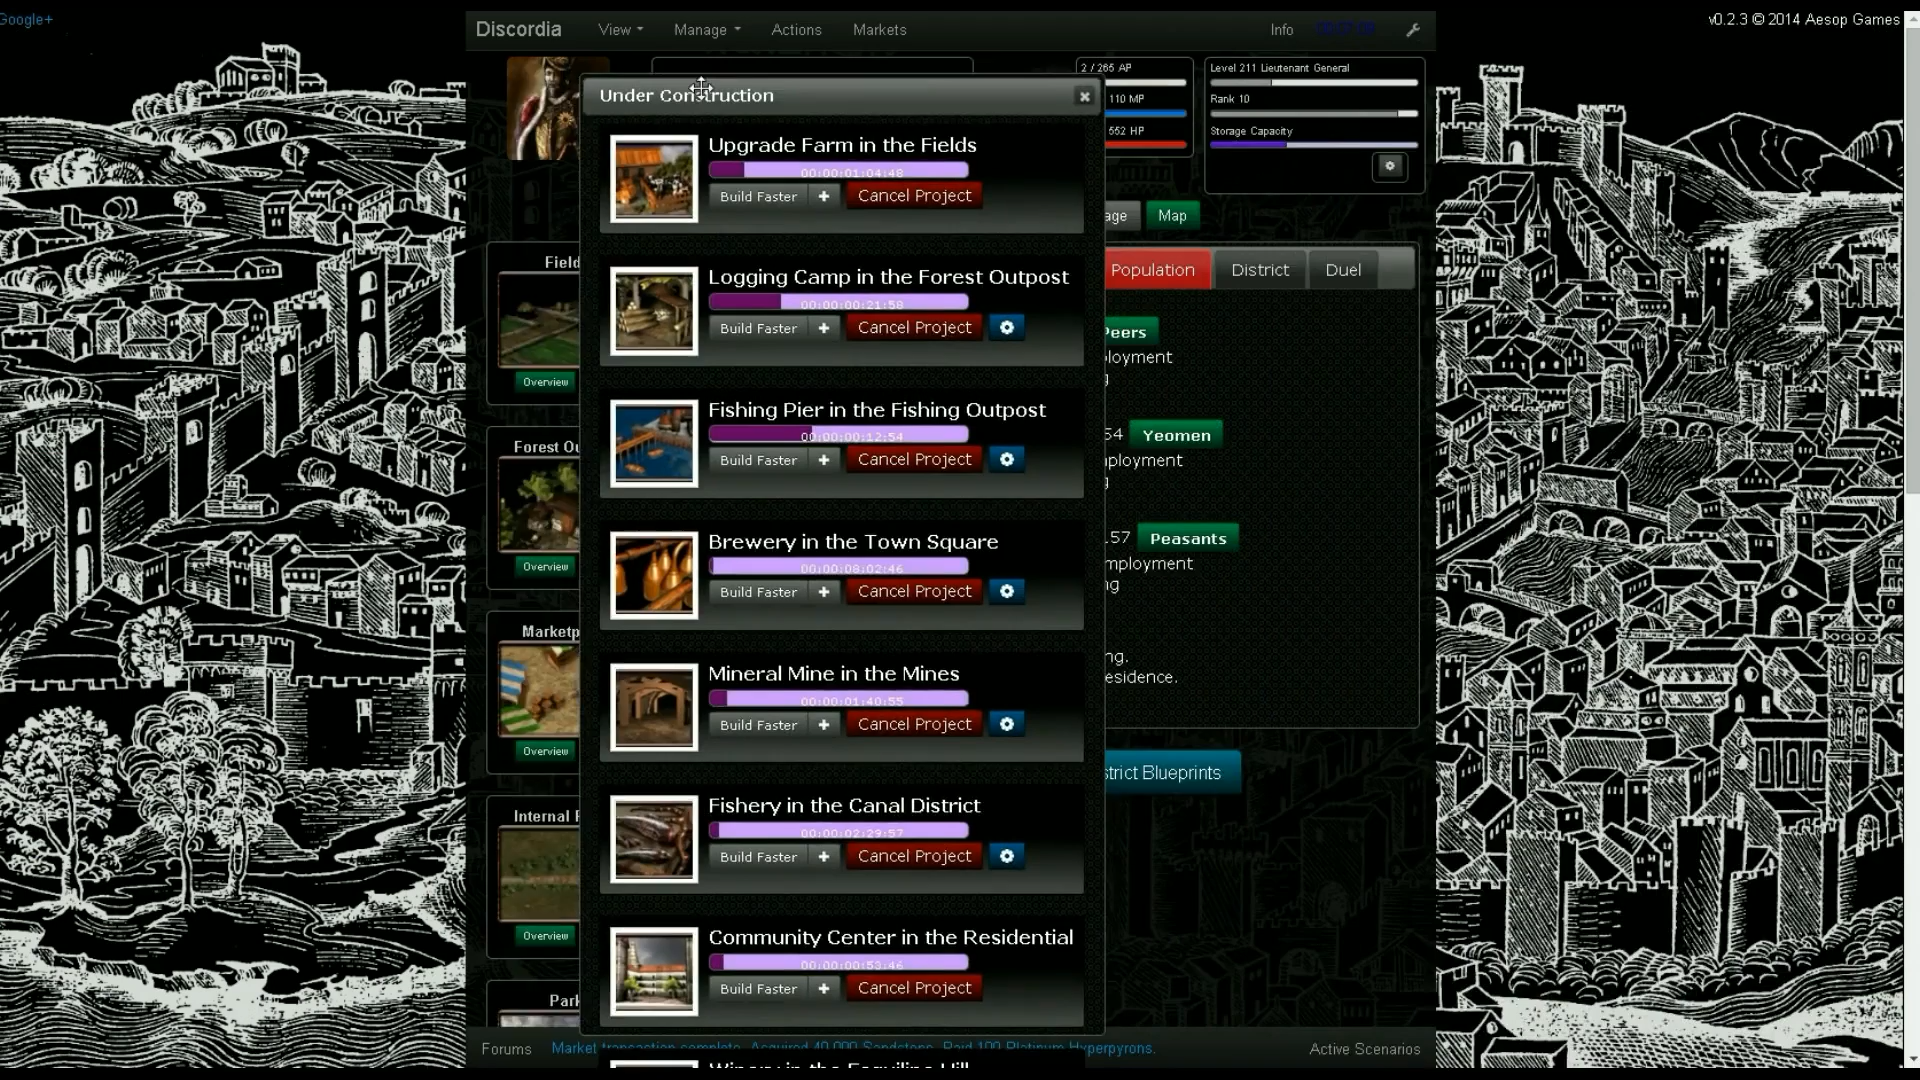 Google+
v0.2.3 © 2014 Aesop Games
Discordia
View
Manage
Actions
Markets
Info
2 / 265 AP
110 MP
552 HP
Level 211 Lieutenant General
Rank 10
Storage Capacity
Under Construction
Upgrade Farm in the Fields
00:00:01:04:48
Build Faster
Cancel Project
Logging Camp in the Forest Outpost
00:00:00:21:58
Build Faster
Cancel Project
Fishing Pier in the Fishing Outpost
00:00:00:12:54
Build Faster
Cancel Project
Brewery in the Town Square
00:00:08:02:46
Build Faster
Cancel Project
Mineral Mine in the Mines
00:00:01:40:55
Build Faster
Cancel Project
Fishery in the Canal District
00:00:02:29:57
Build Faster
Cancel Project
Community Center in the Residential
00:00:00:53:46
Build Faster
Cancel Project
Field
Overview
Forest Ou
Overview
Marketp
Overview
Internal
Overview
Park
age
Map
Population
District
Duel
Peers
ployment
54
Yeomen
mployment
57
Peasants
mployment
ng
ng.
esidence.
strict Blueprints
Forums
Market transaction complete. Acquired 40,000 Sandstone. Paid 100 Platinum Hyperpyrons.
Active Scenarios
Winery in the Esquiline Hill